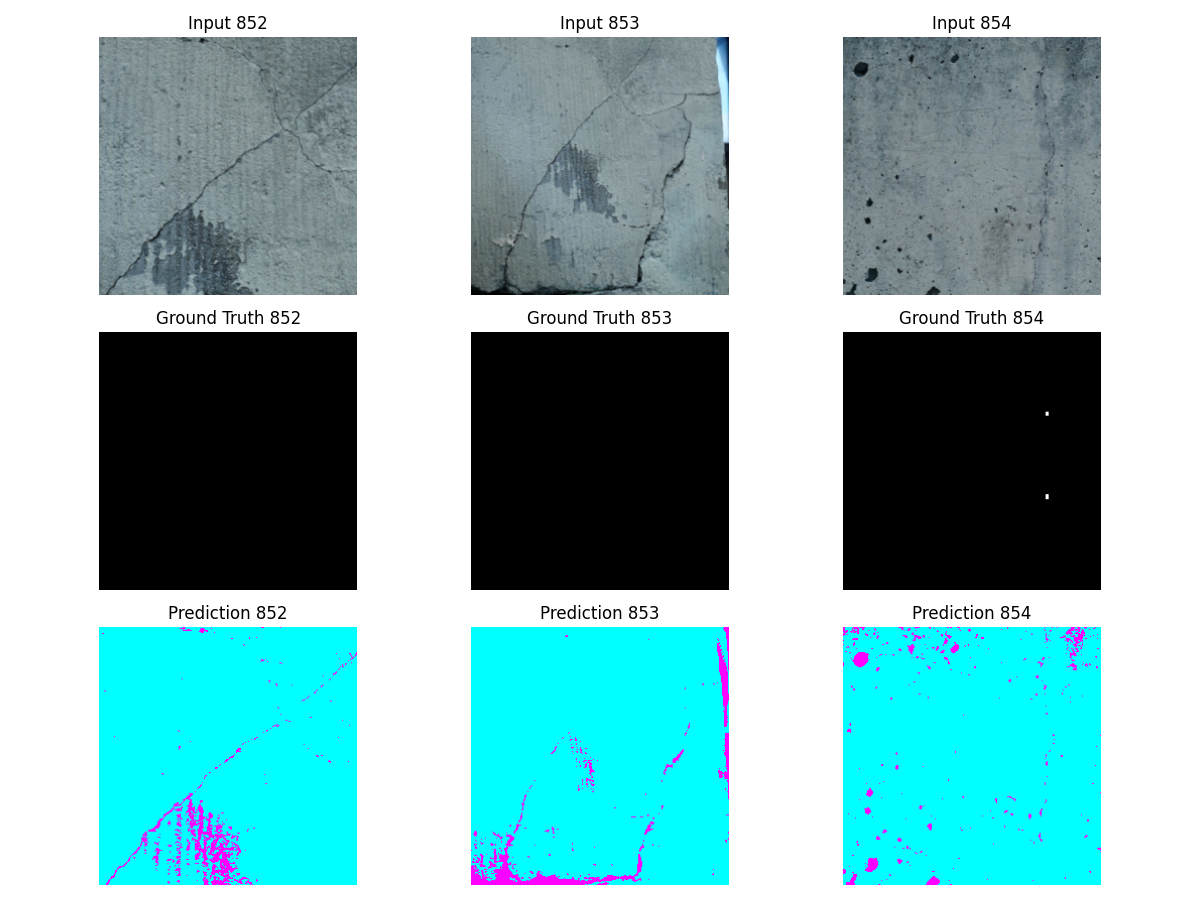 Input 852
Input 853
Input 854
Ground Truth 852
Ground Truth 853
Ground Truth 854
Prediction 852
Prediction 853
Prediction 854